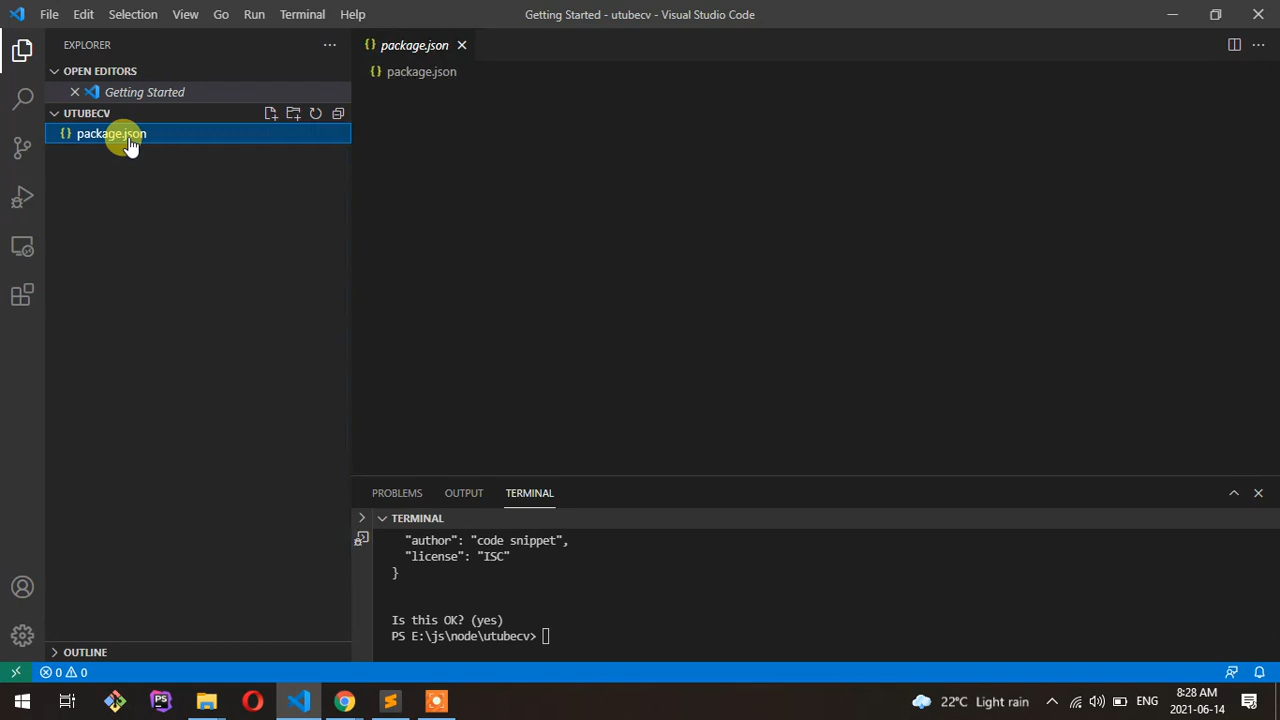 File Edit Selection View Go Run Terminal Help
Getting Started - utubecv - Visual Studio Code
EXPLORER
OPEN EDITORS
Getting Started
UTUBECV
package.json
OUTLINE
package.json
package.json
PROBLEMS OUTPUT TERMINAL
TERMINAL
"author": "code snippet",
"license": "ISC"
}
Is this OK? (yes)
PS E:\js\node\utubecv>
0 0
PS
22°C Light rain
ENG
8:28 AM
2021-06-14